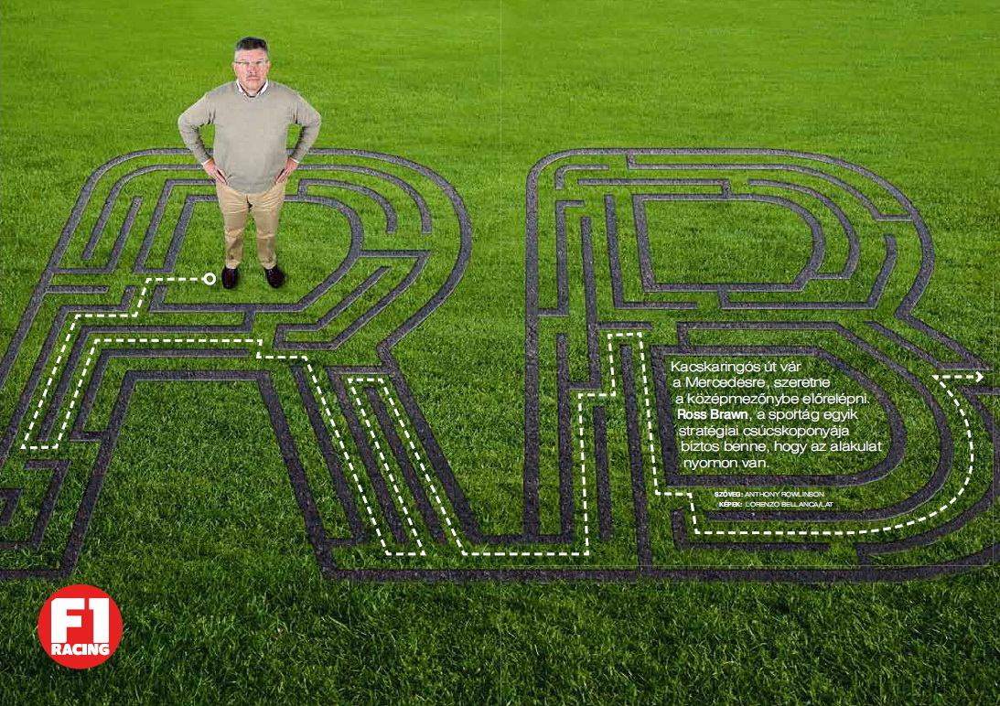 Kacskaringós út vár
a Mercedesre, szeretne
a középmezőnybe előrelépni.
Ross Brawn, a sportág egyik
stratégiai csúcskoponyája
biztos benne, hogy az alakulat
nyomon van.
SZÖVEG: ANTHONY ROWLINSON
KÉPEK: LORENZO BELLANCA/LAT
RB
F1
RACING